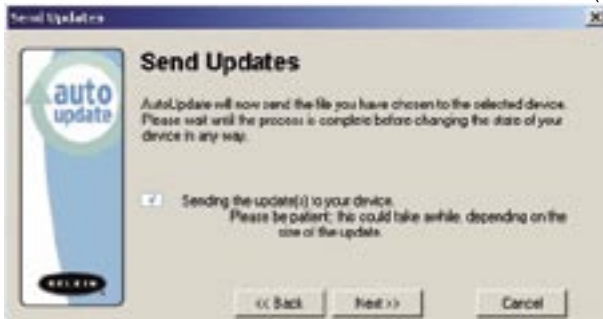 Send Updates
Send Updates
auto
update
AutoUpdate will now send the file you have chosen to the selected device.
Please wait until the process is complete before changing the state of your
device in any way.
Sending the update(s) to your device.
Please be patient; this could take awhile, depending on the
size of the update.
BELKIN
<< Back
Next >>
Cancel